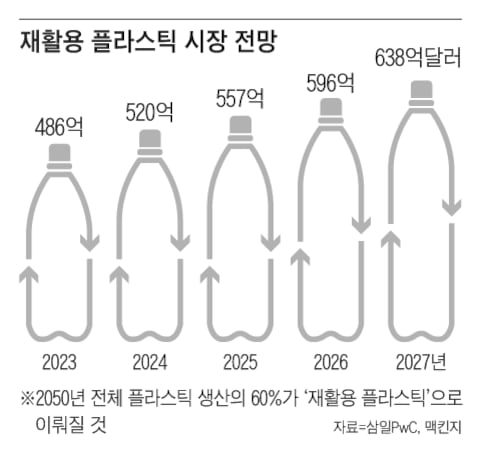 재활용 플라스틱 시장 전망
486억
520억
557억
596억
638억달러
2023
2024
2025
2026
2027년
※2050년 전체 플라스틱 생산의 60%가 ‘재활용 플라스틱’으로
이뤄질 것
자료=삼일PwC, 맥킨지